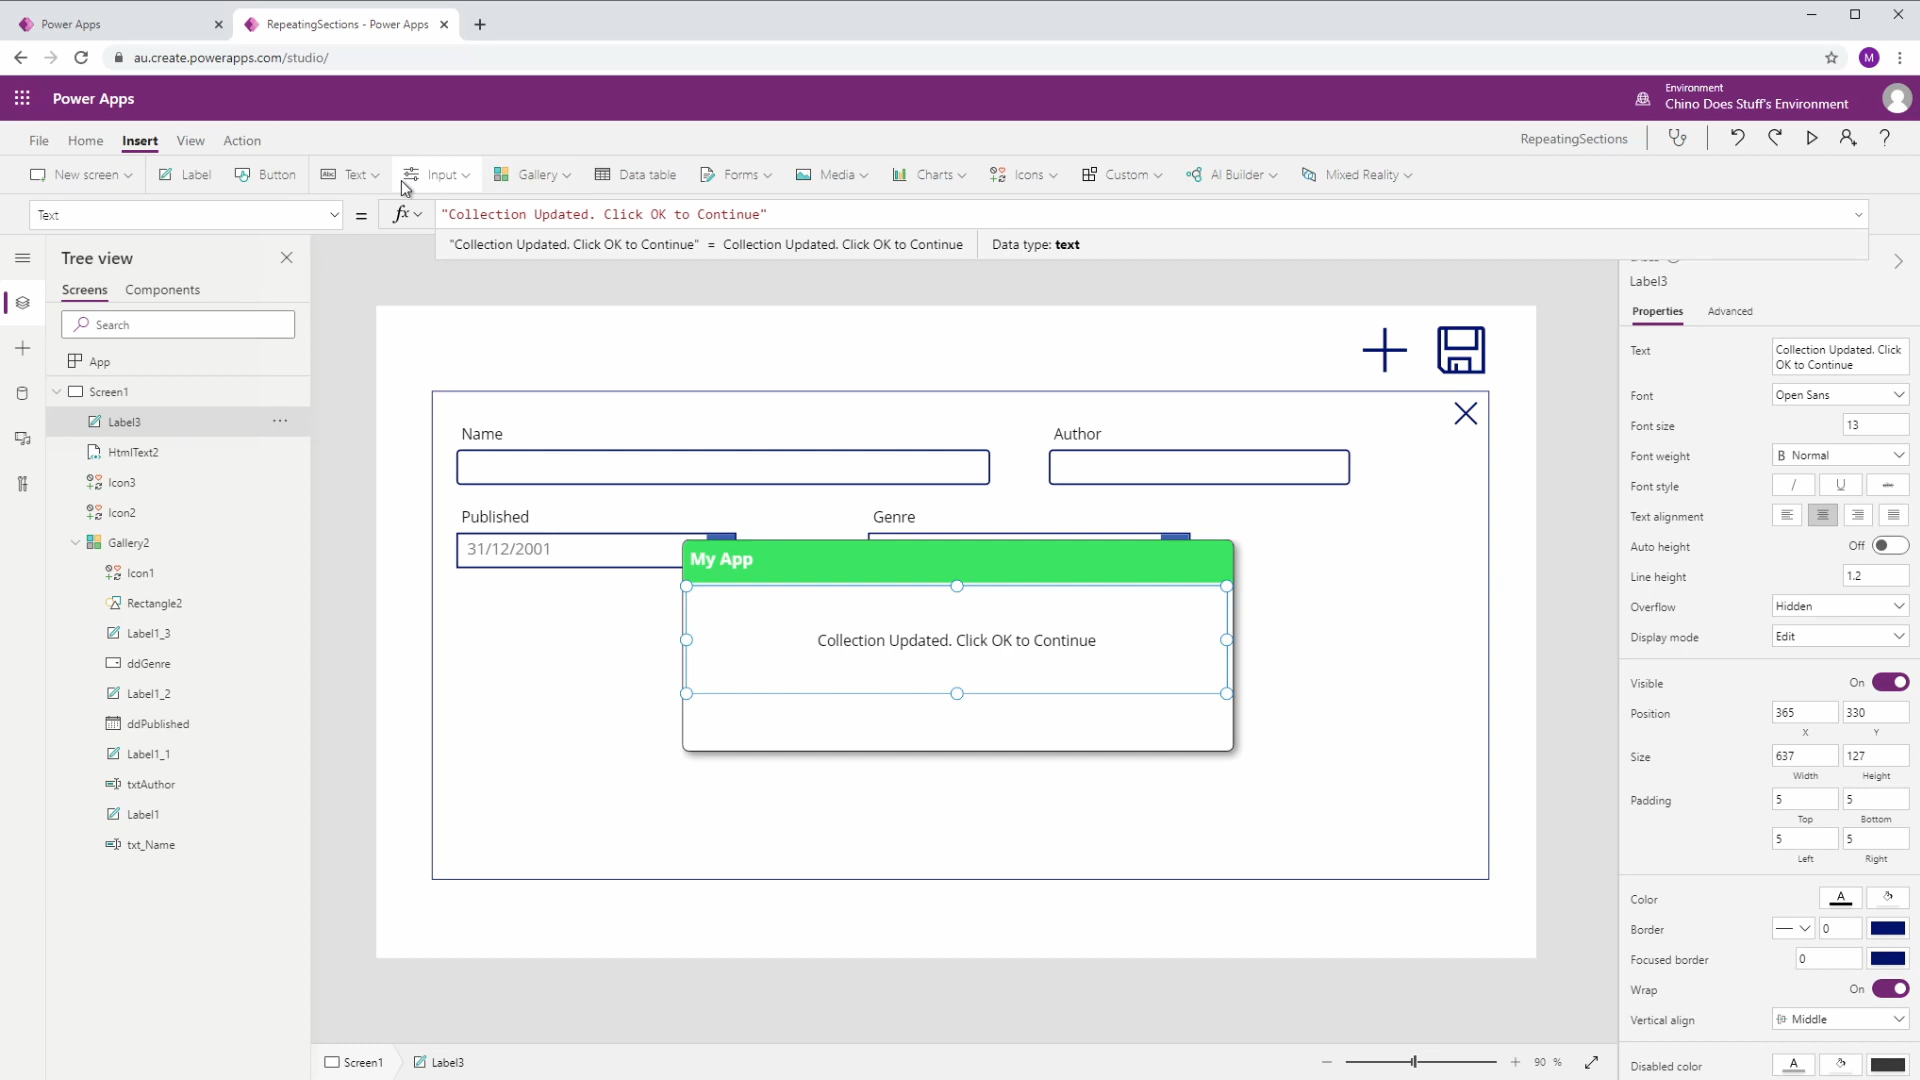 Power Apps
RepeatingSections - Power Apps
au.create.powerapps.com/studio/
M
Power Apps
Environment
Chino Does Stuff's Environment
File Home Insert View Action
RepeatingSections
New screen Label Button Text Input Gallery Data table Forms Media Charts Icons Custom AI Builder Mixed Reality
Text = fx "Collection Updated. Click OK to Continue"
"Collection Updated. Click OK to Continue" = Collection Updated. Click OK to Continue Data type: text
Tree view
Screens Components
Search
App
Screen1
Label3
HtmlText2
Icon3
Icon2
Gallery2
Icon1
Rectangle2
Label1_3
ddGenre
Label1_2
ddPublished
Label1_1
txtAuthor
Label1
txt_Name
Name Author
Published Genre
31/12/2001
My App
Collection Updated. Click OK to Continue
Screen1 Label3
90 %
Label3
Properties Advanced
Text Collection Updated. Click
OK to Continue
Font Open Sans
Font size 13
Font weight B Normal
Font style / U abc
Text alignment
Auto height Off
Line height 1.2
Overflow Hidden
Display mode Edit
Visible On
Position 365 330
X Y
Size 637 127
Width Height
Padding 5 5
Top Bottom
5 5
Left Right
Color A
Border 0
Focused border 0
Wrap On
Vertical align Middle
Disabled color A